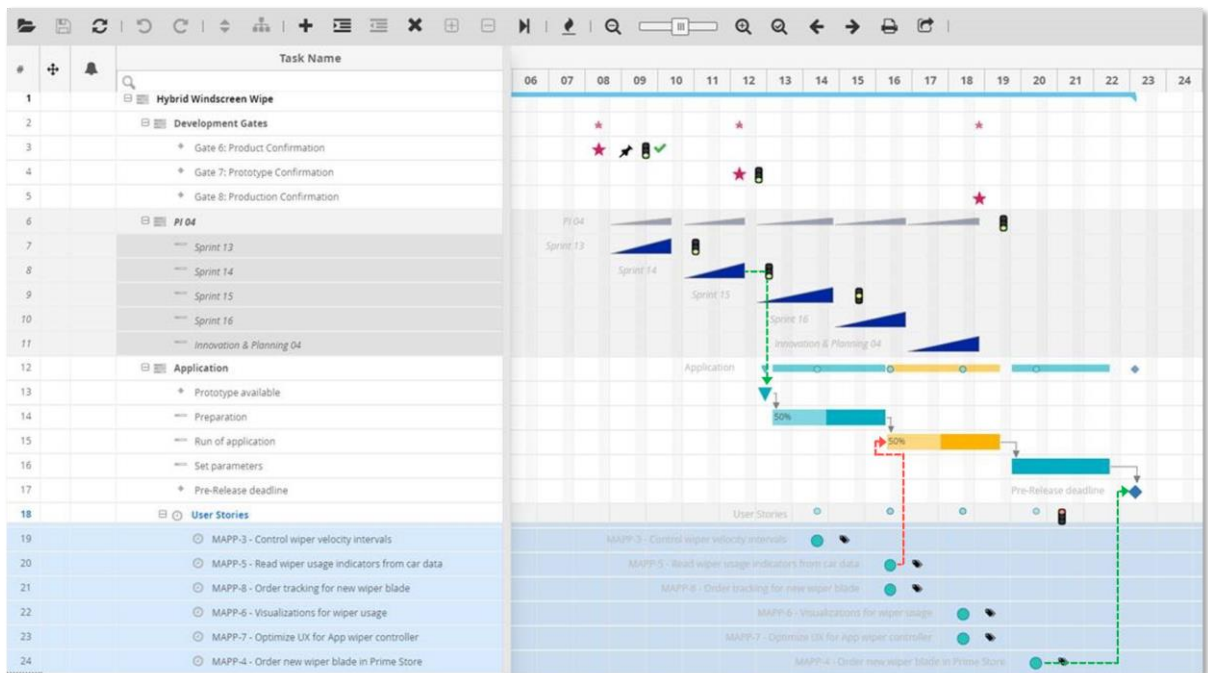 # Task Name
06 07 08 09 10 11 12 13 14 15 16 17 18 19 20 21 22 23 24
1 Hybrid Windscreen Wipe
2 Development Gates
3 Gate 6: Product Confirmation
4 Gate 7: Prototype Confirmation
5 Gate 8: Production Confirmation
6 PI 04 PI 04
7 Sprint 13 Sprint 13
8 Sprint 14 Sprint 14
9 Sprint 15 Sprint 15
10 Sprint 16 Sprint 16
11 Innovation & Planning 04 Innovation & Planning 04
12 Application Application
13 Prototype available
14 Preparation 50%
15 Run of application 50%
16 Set parameters
17 Pre-Release deadline Pre-Release deadline
18 User Stories User Stories
19 MAPP-3 - Control wiper velocity intervals MAPP-3 - Control wiper velocity intervals
20 MAPP-5 - Read wiper usage indicators from car data MAPP-5 - Read wiper usage indicators from car data
21 MAPP-8 - Order tracking for new wiper blade MAPP-8 - Order tracking for new wiper blade
22 MAPP-6 - Visualizations for wiper usage MAPP-6 - Visualizations for wiper usage
23 MAPP-7 - Optimize UX for App wiper controller MAPP-7 - Optimize UX for App wiper controller
24 MAPP-4 - Order new wiper blade in Prime Store MAPP-4 - Order new wiper blade in Prime Store